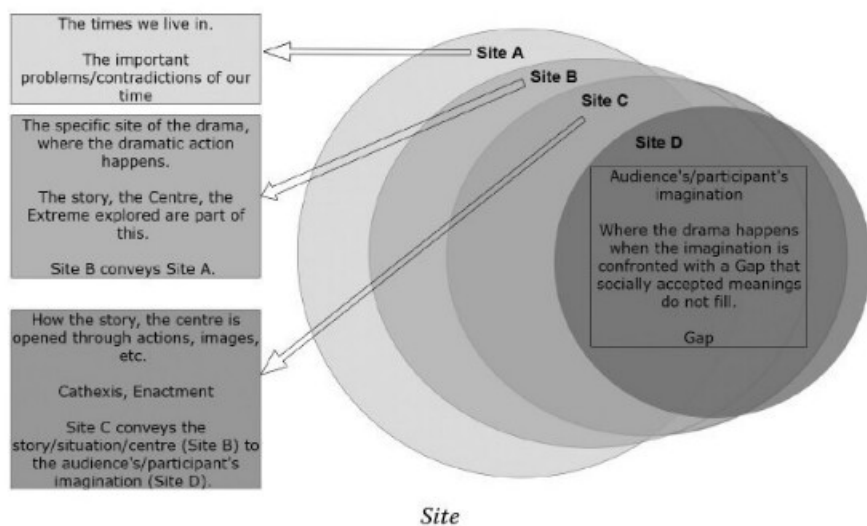 The times we live in.
The important
problems/contradictions of our
time
Site A
Site B
Site C
Site D
The specific site of the drama,
where the dramatic action
happens.
The story, the Centre, the
Extreme explored are part of
this.
Site B conveys Site A.
How the story, the centre is
opened through actions, images,
etc.
Cathexis, Enactment
Site C conveys the
story/situation/centre (Site B) to
the audience's/participant's
imagination (Site D).
Audience's/participant's
imagination
Where the drama happens
when the imagination is
confronted with a Gap that
socially accepted meanings
do not fill.
Gap
Site